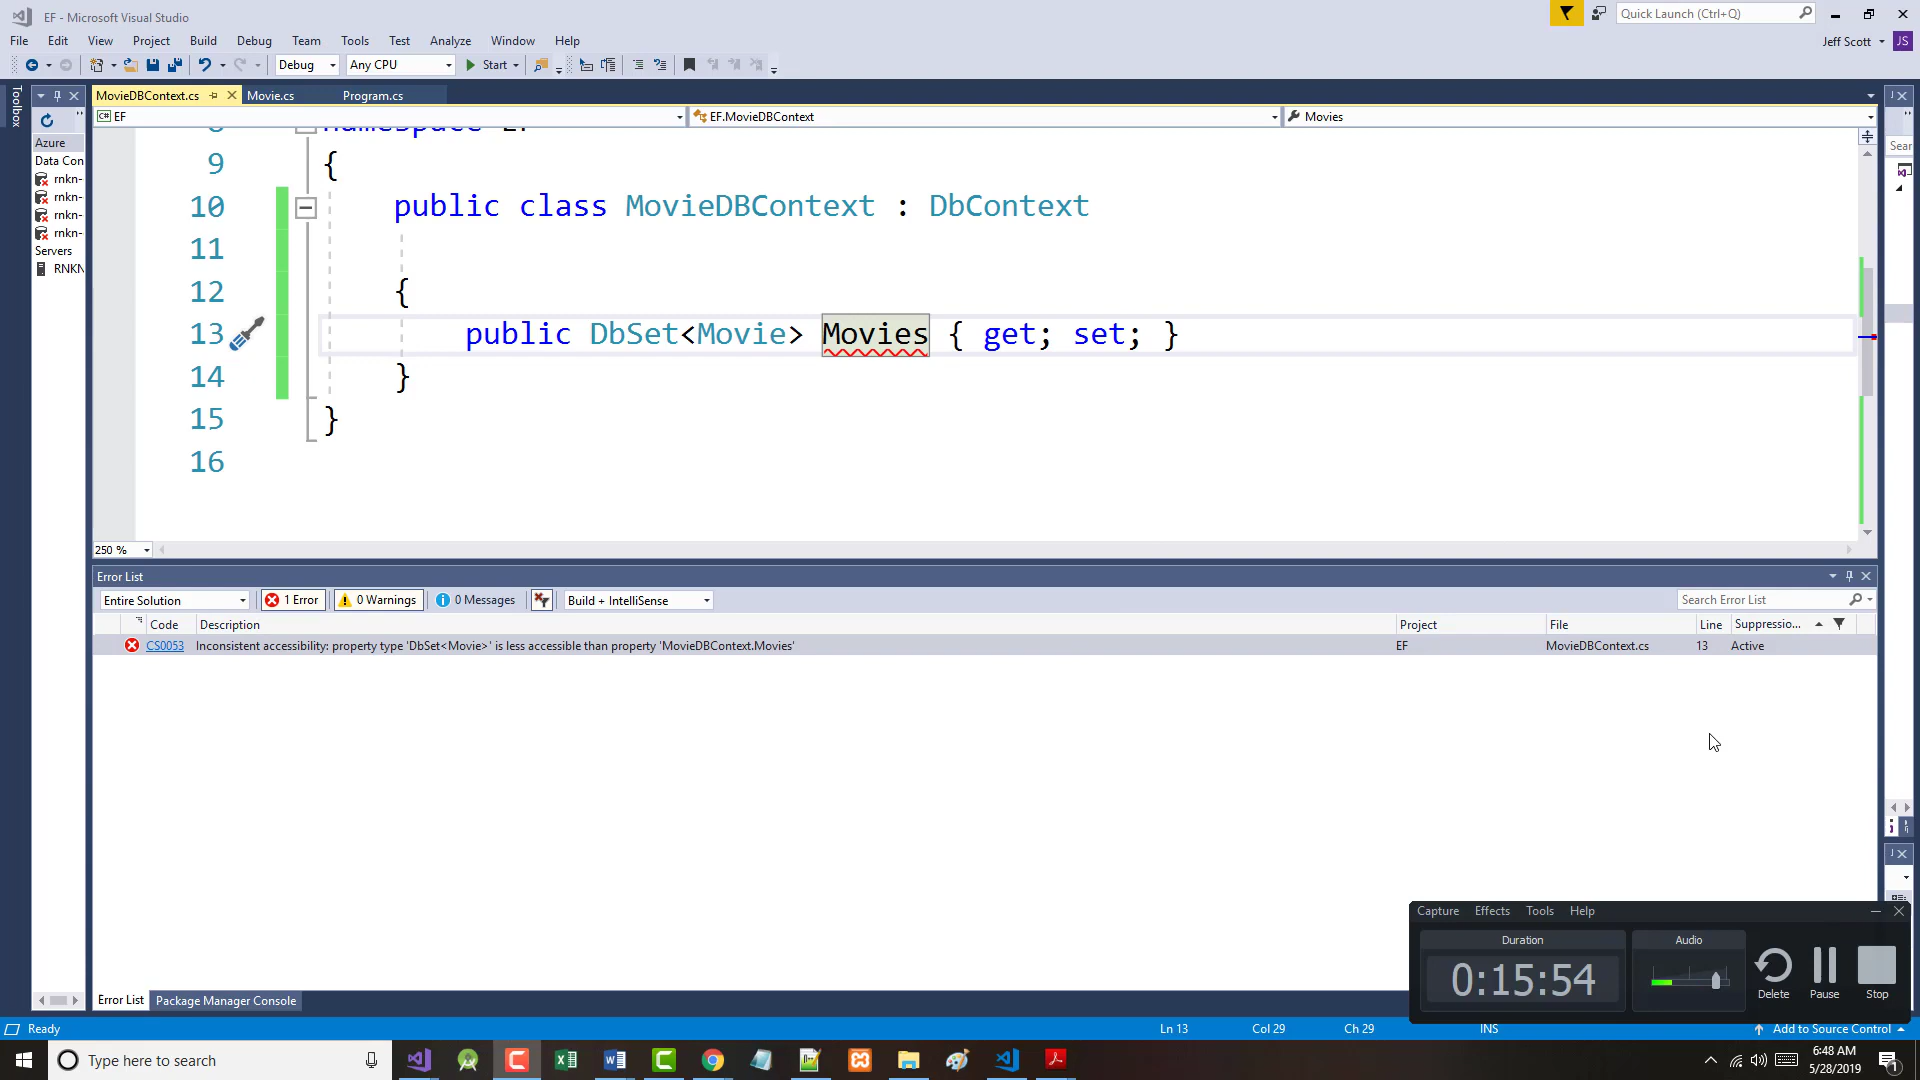 EF - Microsoft Visual Studio
Quick Launch (Ctrl+Q)
File Edit View Project Build Debug Team Tools Test Analyze Window Help
Jeff Scott JS
Debug Any CPU Start
Toolbox
MovieDBContext.cs Movie.cs Program.cs
C# EF EF.MovieDBContext Movies
Azure
Data Con
rnkn-
rnkn-
rnkn-
rnkn-
Servers
RNKN
Sear
9 {
10 public class MovieDBContext : DbContext
11
12 {
13 public DbSet<Movie> Movies { get; set; }
14 }
15 }
16
250 %
Error List
Entire Solution 1 Error 0 Warnings 0 Messages Build + IntelliSense Search Error List
Code Description Project File Line Suppressio...
CS0053 Inconsistent accessibility: property type 'DbSet<Movie>' is less accessible than property 'MovieDBContext.Movies' EF MovieDBContext.cs 13 Active
Capture Effects Tools Help
Duration Audio
0:15:54
Delete Pause Stop
Error List Package Manager Console
Ready Ln 13 Col 29 Ch 29 INS Add to Source Control
Type here to search
6:48 AM
5/28/2019
1